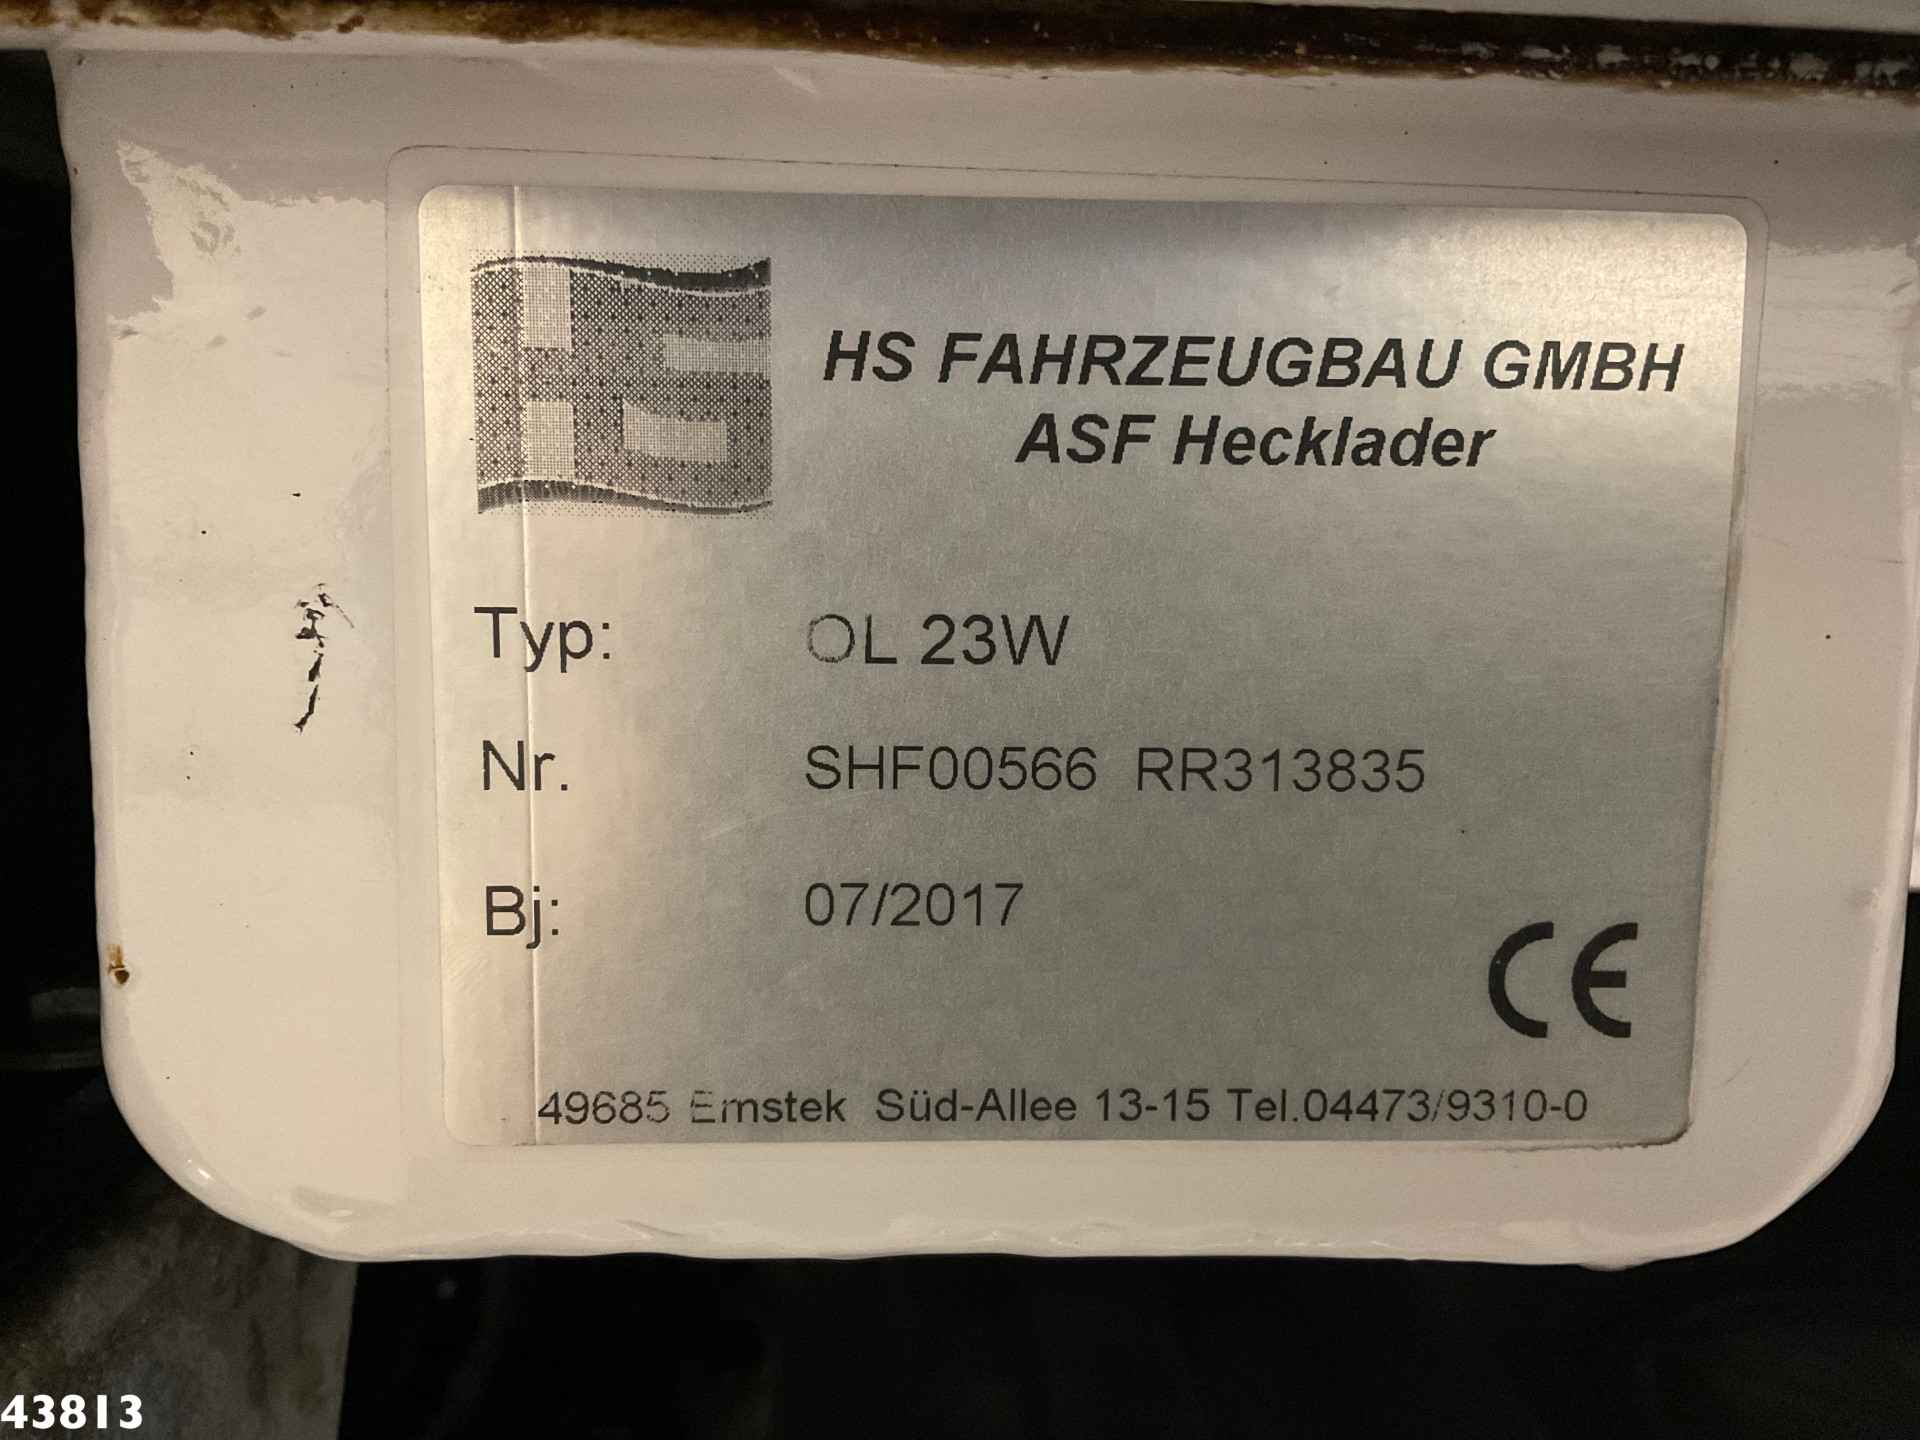 HS FAHRZEUGBAU GMBH
ASF Hecklader
Typ: OL 23W
Nr. SHF00566 RR313835
Bj: 07/2017
CE
49685 Emstek Süd-Allee 13-15 Tel.04473/9310-0
43813